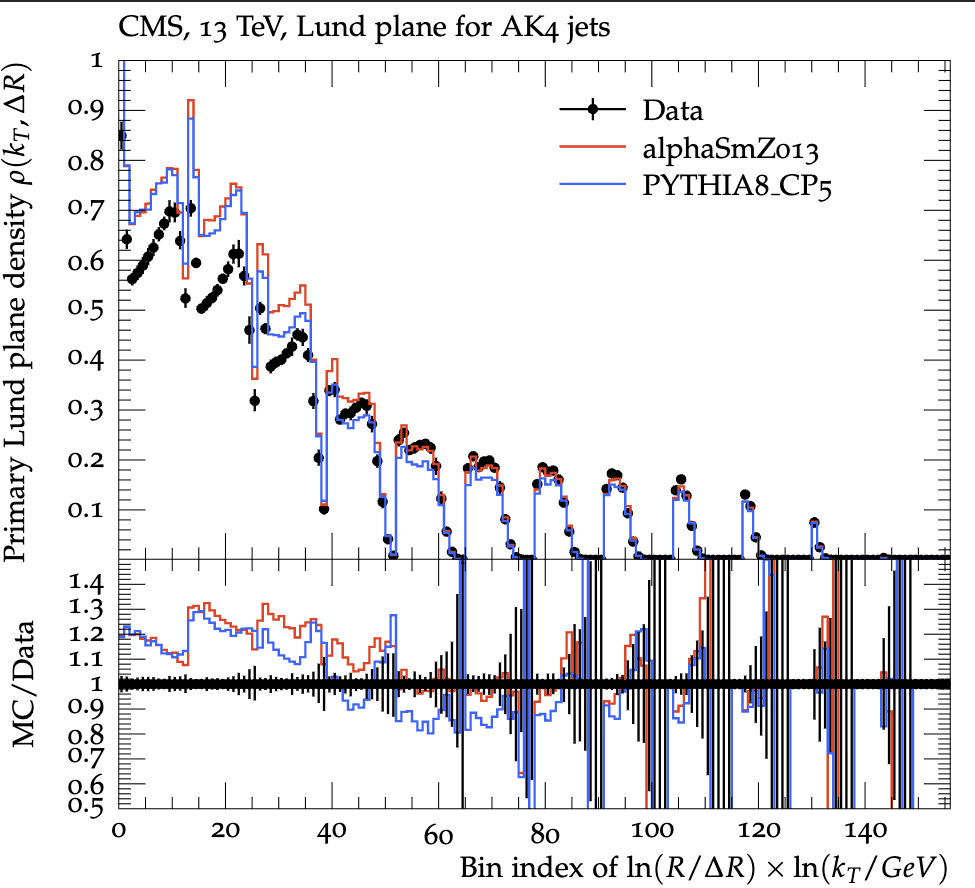 CMS, 13 TeV, Lund plane for AK4 jets
Primary Lund plane density ρ(k_T, ΔR)
1
0.9
0.8
0.7
0.6
0.5
0.4
0.3
0.2
0.1
Data
alphaSmZ013
PYTHIA8_CP5
MC/Data
1.4
1.3
1.2
1.1
1
0.9
0.8
0.7
0.6
0.5
0 20 40 60 80 100 120 140
Bin index of ln(R/ΔR) × ln(k_T/GeV)